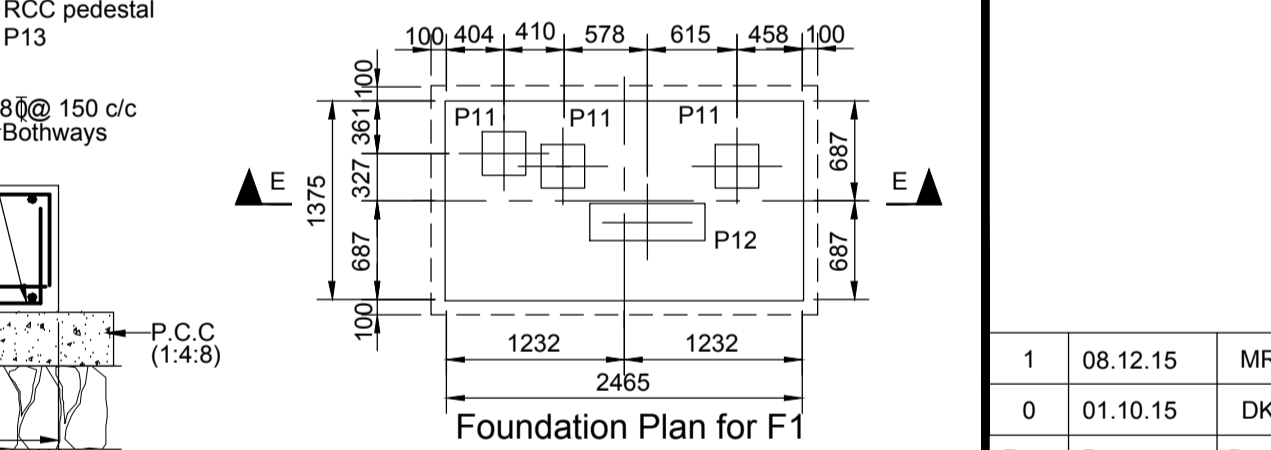 RCC pedestal
P13
8Ф@ 150 c/c
Bothways
P.C.C
(1:4:8)
100 404 410 578 615 458 100
100
361
327
687
100
1375
P11 P11 P11
P12
E E
687
687
1232 1232
2465
Foundation Plan for F1
1 08.12.15 MR
0 01.10.15 DK